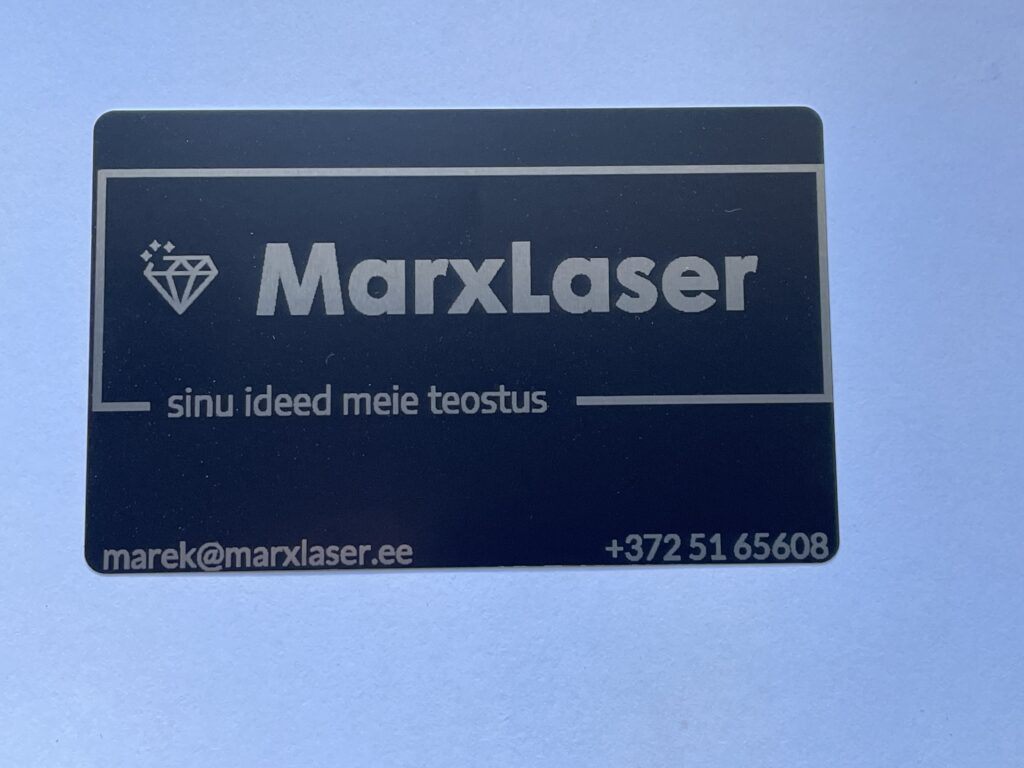 MarxLaser
sinu ideed meie teostus
marek@marxlaser.ee
+372 51 65608